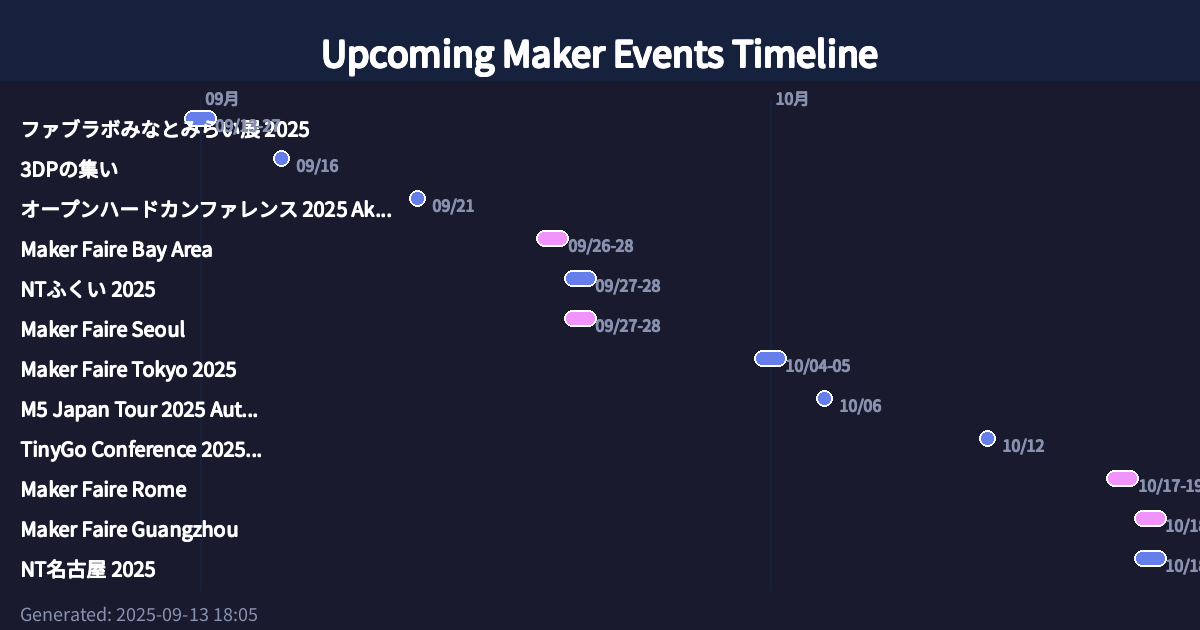 Upcoming Maker Events Timeline
09月 10月
ファブラボみなとみらい展 2025
3DPの集い 09/16
オープンハードカンファレンス 2025 Ak... 09/21
Maker Faire Bay Area 09/26-28
NTふくい 2025 09/27-28
Maker Faire Seoul 09/27-28
Maker Faire Tokyo 2025 10/04-05
M5 Japan Tour 2025 Aut... 10/06
TinyGo Conference 2025... 10/12
Maker Faire Rome 10/17-19
Maker Faire Guangzhou 10/18
NT名古屋 2025 10/18
Generated: 2025-09-13 18:05